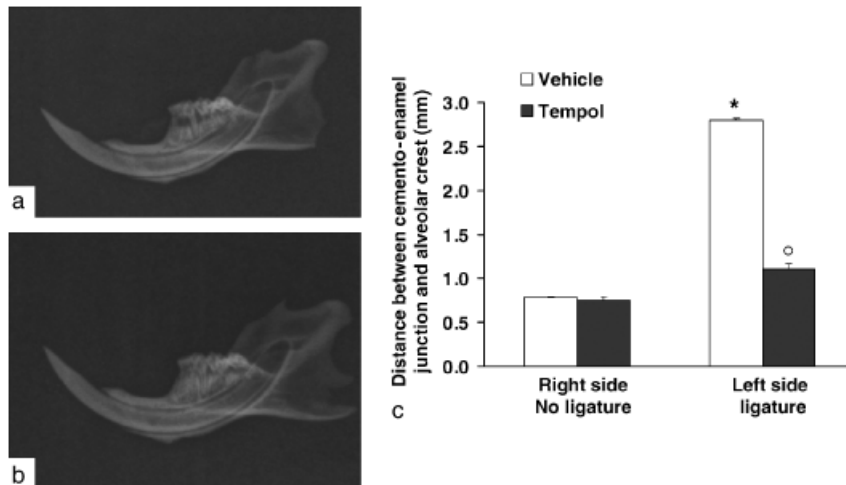 a
b
c
Vehicle
Tempol
Distance between cemento-enamel
junction and alveolar crest (mm)
3.0
2.5
2.0
1.5
1.0
0.5
0.0
*
Right side
No ligature
Left side
ligature